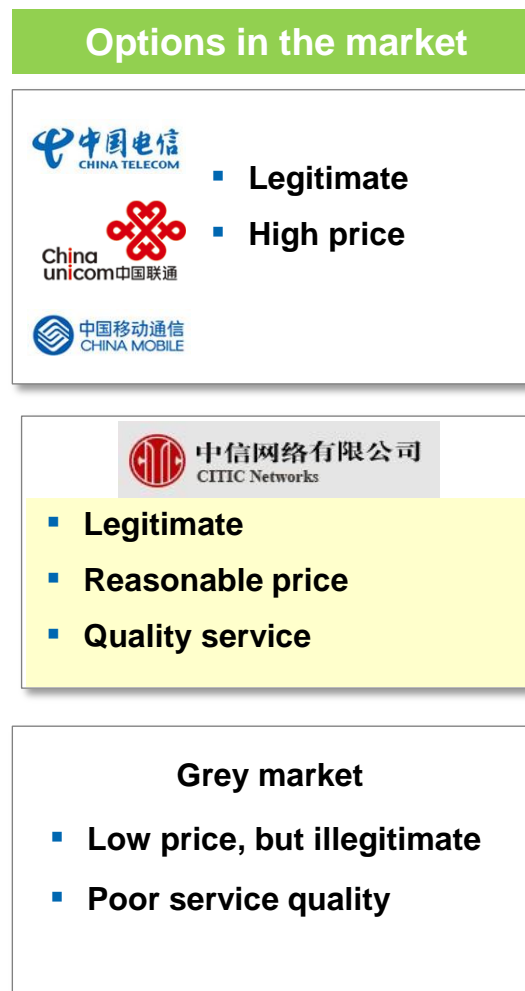 Options in the market
中国电信
CHINA TELECOM
Legitimate
High price
China
unicom中国联通
中国移动通信
CHINA MOBILE
中信网络有限公司
CITIC Networks
Legitimate
Reasonable price
Quality service
Grey market
Low price, but illegitimate
Poor service quality